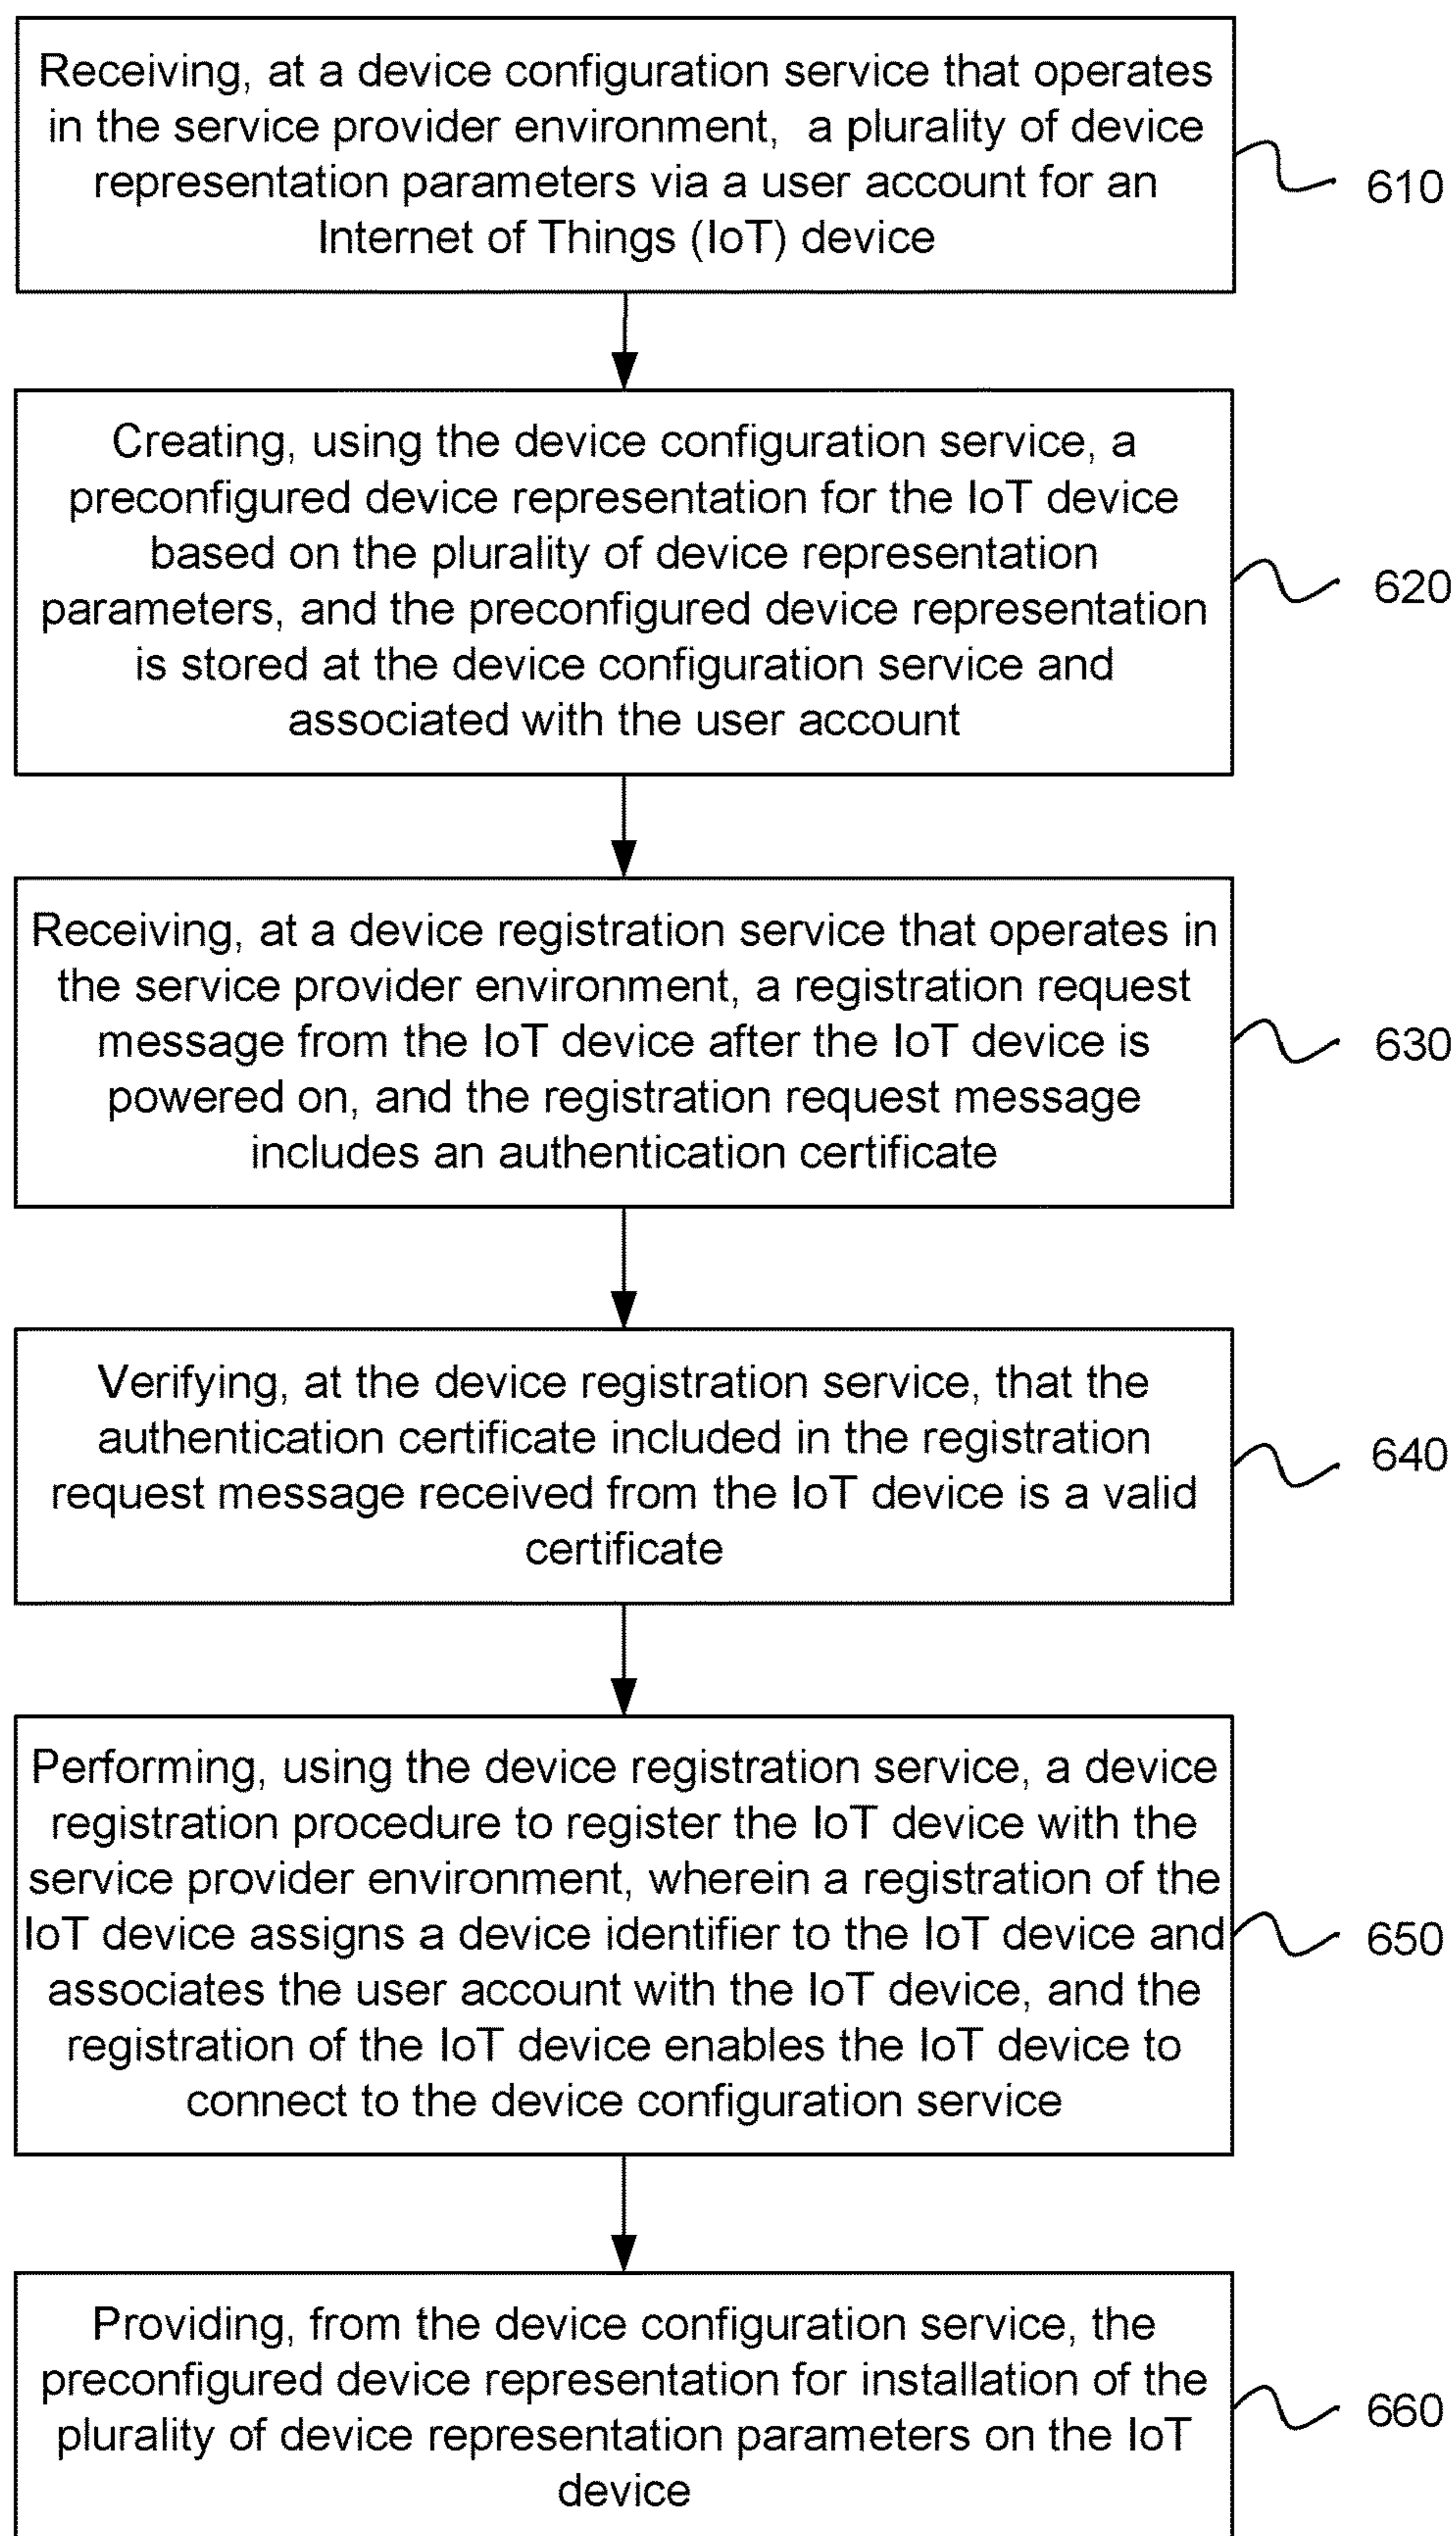 Receiving, at a device configuration service that operates
in the service provider environment, a plurality of device
representation parameters via a user account for an
Internet of Things (IoT) device
610
Creating, using the device configuration service, a
preconfigured device representation for the IoT device
based on the plurality of device representation
parameters, and the preconfigured device representation
is stored at the device configuration service and
associated with the user account
620
Receiving, at a device registration service that operates in
the service provider environment, a registration request
message from the IoT device after the IoT device is
powered on, and the registration request message
includes an authentication certificate
630
Verifying, at the device registration service, that the
authentication certificate included in the registration
request message received from the IoT device is a valid
certificate
640
Performing, using the device registration service, a device
registration procedure to register the IoT device with the
service provider environment, wherein a registration of the
IoT device assigns a device identifier to the IoT device and
associates the user account with the IoT device, and the
registration of the IoT device enables the IoT device to
connect to the device configuration service
650
Providing, from the device configuration service, the
preconfigured device representation for installation of the
plurality of device representation parameters on the IoT
device
660